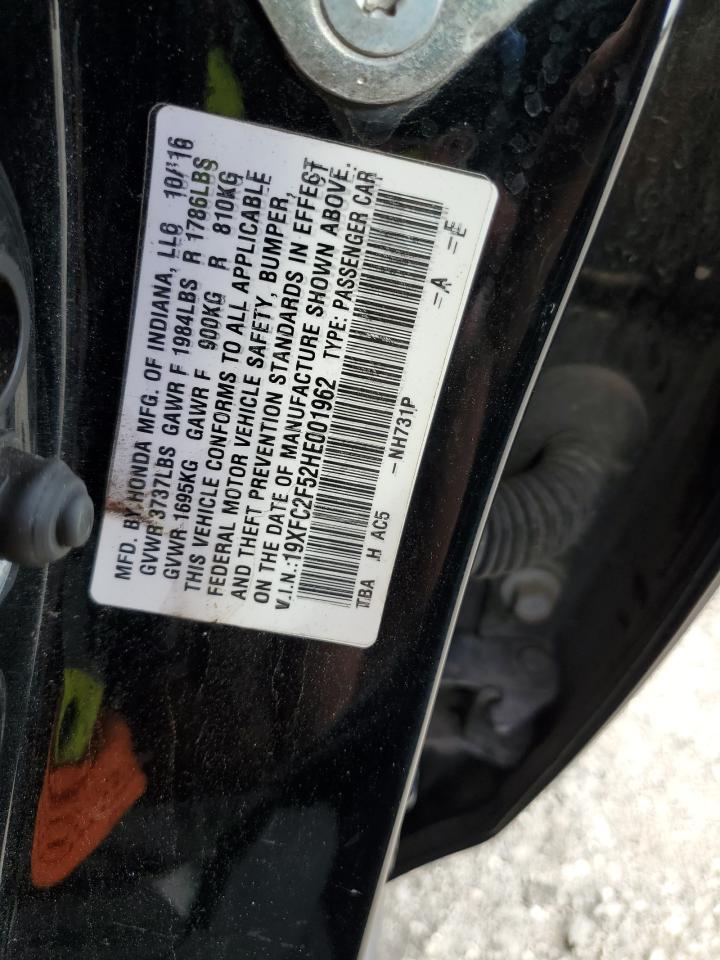 MFD. BY HONDA MFG. OF INDIANA, LLC 10/16
GVWR 3737LBS GAWR F 1984LBS R 1786LBS
GVWR 1695KG GAWR F 900KG R 810KG
THIS VEHICLE CONFORMS TO ALL APPLICABLE
FEDERAL MOTOR VEHICLE SAFETY, BUMPER,
AND THEFT PREVENTION STANDARDS IN EFFECT
ON THE DATE OF MANUFACTURE SHOWN ABOVE.
V.I.N.:19XFC2F52HE001962 TYPE: PASSENGER CAR
TBA H AC5 -NH731P -A -E